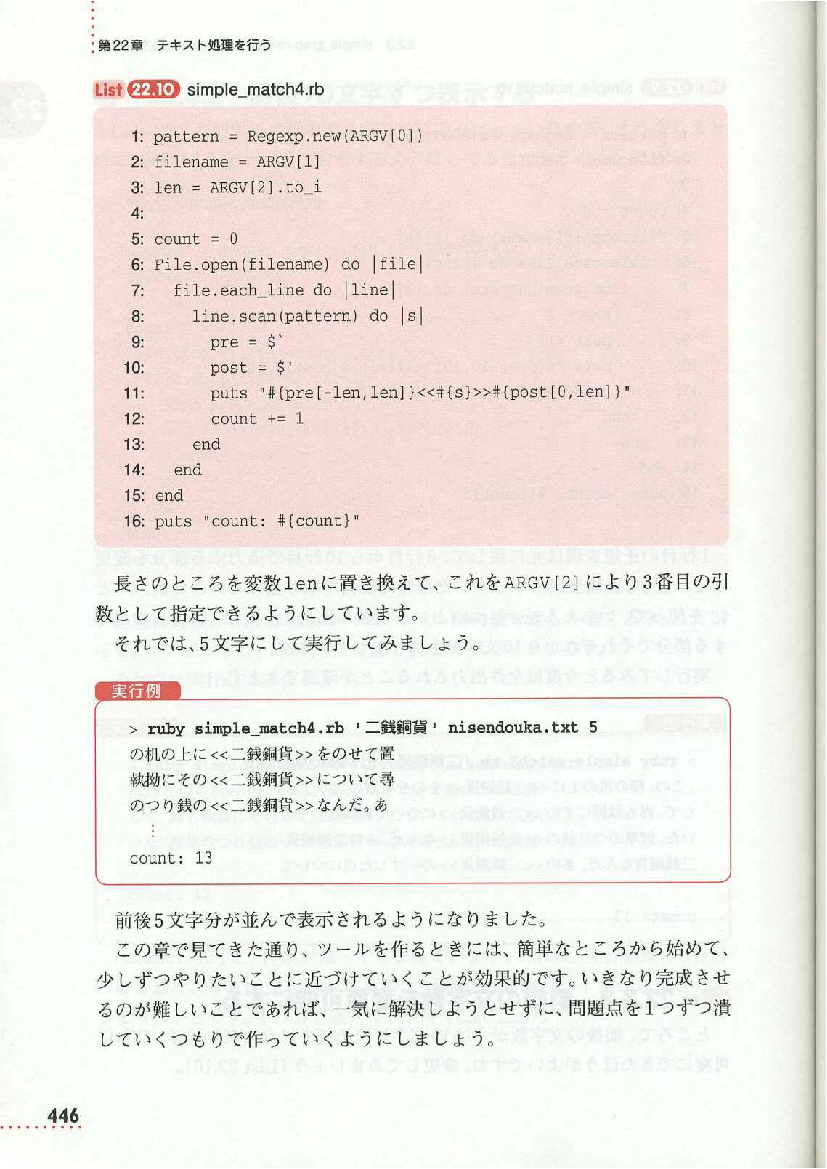 第22章 テキスト処理を行う
List 22.10 simple_match4.rb
1: pattern = Regexp.new(ARGV[0])
2: filename = ARGV[1]
3: len = ARGV[2].to_i
4:
5: count = 0
6: File.open(filename) do |file|
7:   file.each_line do |line|
8:     line.scan(pattern) do |s|
9:       pre = $`
10:       post = $'
11:       puts "#{pre[-len,len]}<<#{s}>>#{post[0,len]}"
12:       count += 1
13:     end
14:   end
15: end
16: puts "count: #{count}"
長さのところを変数lenに置き換えて、これをARGV[2]により3番目の引
数として指定できるようにしています。
それでは、5文字にして実行してみましょう。
実行例
> ruby simple_match4.rb '二銭銅貨' nisendouka.txt 5
の机の上に<<二銭銅貨>>をのせて置
執拗にその<<二銭銅貨>>について尋
のつり銭の<<二銭銅貨>>なんだ。あ
⋮
count: 13
前後5文字分が並んで表示されるようになりました。
この章で見てきた通り、ツールを作るときには、簡単なところから始めて、
少しずつやりたいことに近づけていくことが効果的です。いきなり完成させ
るのが難しいことであれば、一気に解決しようとせずに、問題点を1つずつ潰
していくつもりで作っていくようにしましょう。
446